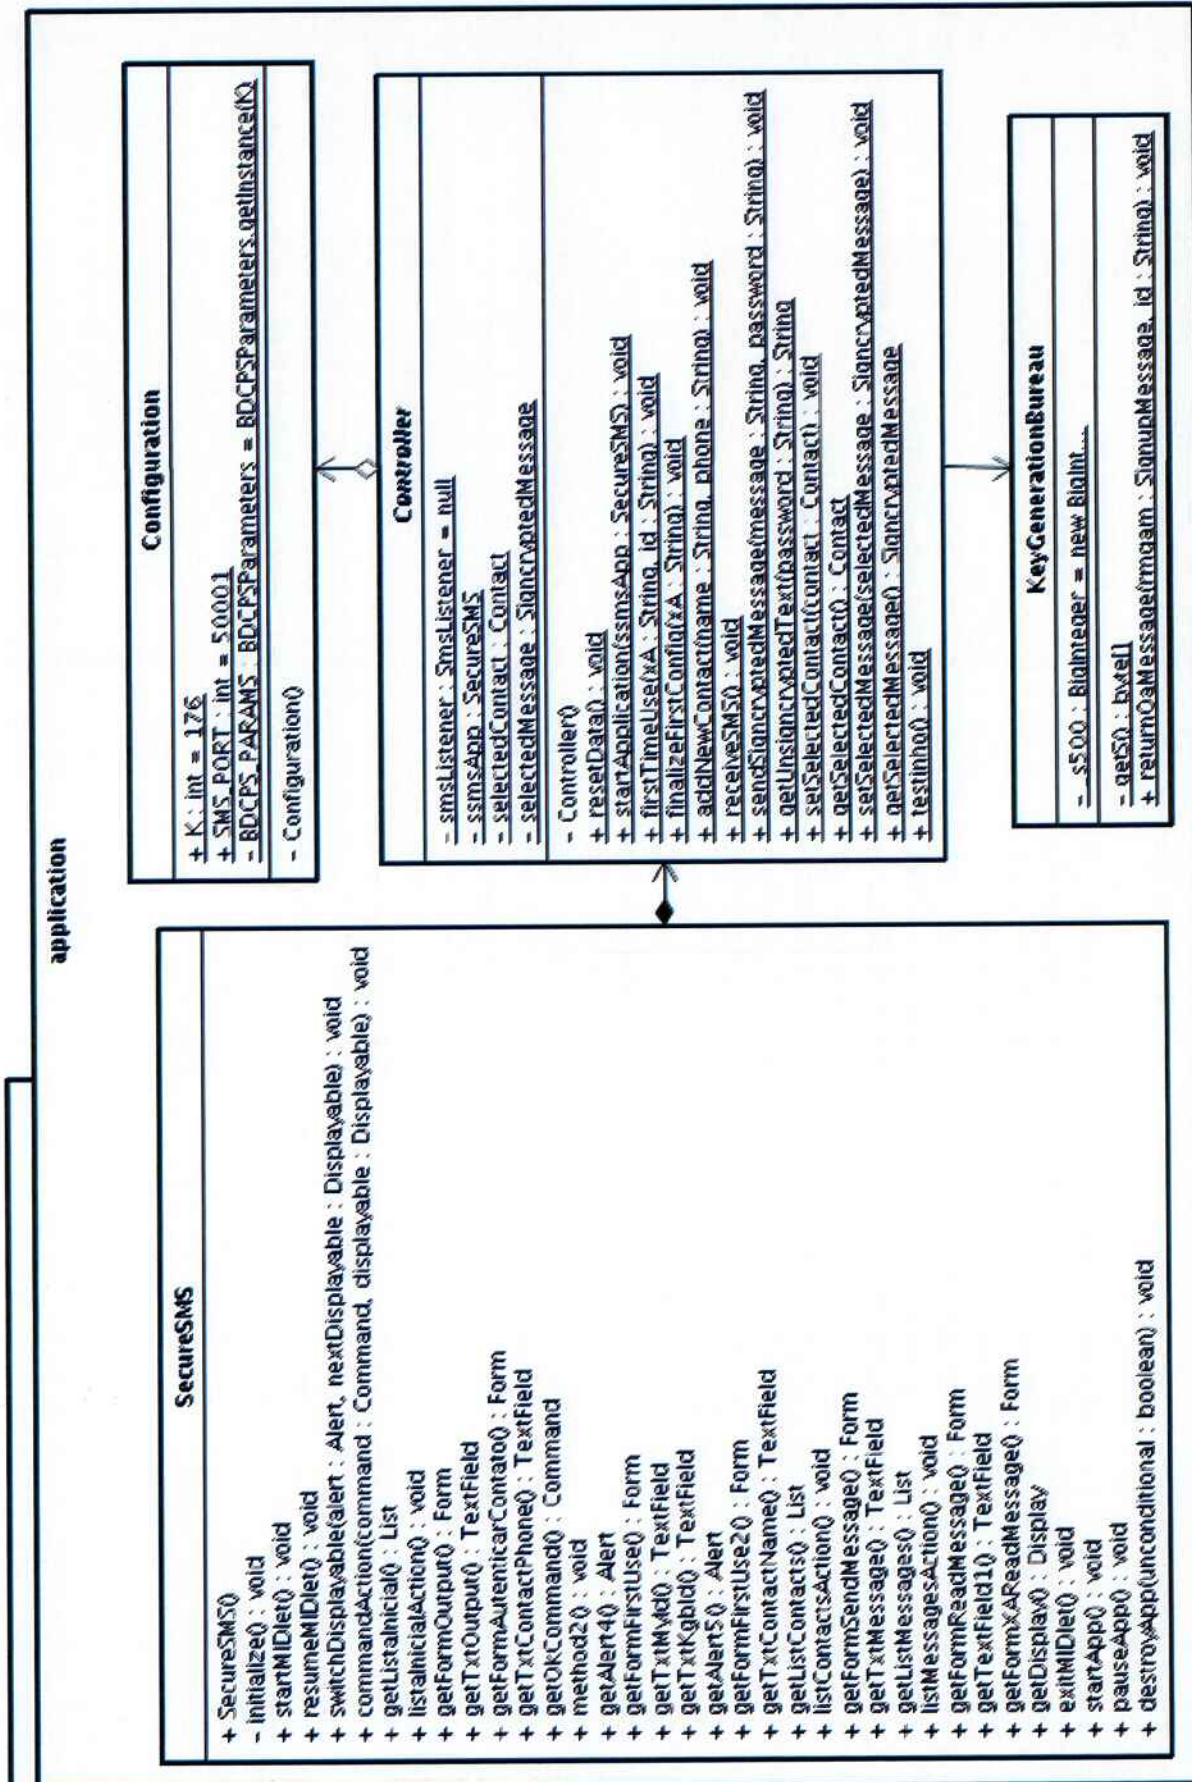 application
SecureSMS
+ SecureSMS()
- initialize() : void
+ startMIDlet() : void
+ resumeMIDlet() : void
+ switchDisplayable(alert : Alert, nextDisplayable : Displayable) : void
+ commandAction(command : Command, displayable : Displayable) : void
+ getListaInicial() : List
+ listaInicialAction() : void
+ getFormOutput() : Form
+ getTxtOutput() : TextField
+ getFormAutenticarContato() : Form
+ getTxtContactPhone() : TextField
+ getOkCommand() : Command
+ method2() : void
+ getAlert4() : Alert
+ getFormFirstUse() : Form
+ getTxtMyId() : TextField
+ getTxtKgbId() : TextField
+ getAlert5() : Alert
+ getFormFirstUse2() : Form
+ getTxtContactName() : TextField
+ getListContacts() : List
+ listContactsAction() : void
+ getFormSendMessage() : Form
+ getTxtMessage() : TextField
+ getListMessages() : List
+ listMessagesAction() : void
+ getFormReadMessage() : Form
+ getTextField1() : TextField
+ getFormXAReadMessage() : Form
+ getDisplay() : Display
+ exitMIDlet() : void
+ startApp() : void
+ pauseApp() : void
+ destroyApp(unconditional : boolean) : void
Configuration
+ K : int = 176
+ SMS_PORT : int = 50001
- BDCPS_PARAMS : BDCPSParameters = BDCPSParameters.getInstance(K)
- Configuration()
Controller
- smsListener : SmsListener = null
- ssmsApp : SecureSMS
- selectedContact : Contact
- selectedMessage : SigncryptedMessage
- Controller()
+ resetData() : void
+ startApplication(ssmsApp : SecureSMS) : void
+ firstTimeUse(xA : String, id : String) : void
+ finalizeFirstConfig(xA : String) : void
+ addNewContact(name : String, phone : String) : void
+ receiveSMS() : void
+ sendSigncryptedMessage(message : String, password : String) : void
+ getUnsigncryptedText(password : String) : String
+ setSelectedContact(contact : Contact) : void
+ getSelectedContact() : Contact
+ setSelectedMessage(selectedMessage : SigncryptedMessage) : void
+ getSelectedMessage() : SigncryptedMessage
+ testinho() : void
KeyGenerationBureau
- _s500 : BigInteger = new BigInt...
- getS() : byte[]
+ returnQaMessage(rmqam : SignupMessage, id : String) : void